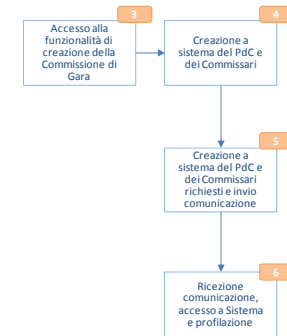 3
Accesso alla
funzionalità di
creazione della
Commissione di
Gara
4
Creazione a
sistema del PdC e
dei Commissari
5
Creazione a
sistema del PdC e
dei Commissari
richiesti e invio
comunicazione
6
Ricezione
comunicazione,
accesso a Sistema
e profilazione